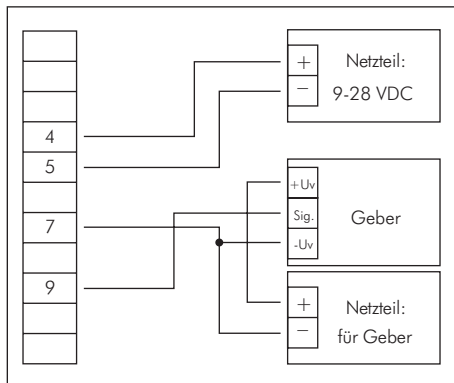 4
5
7
9
+
−
Netzteil:
9-28 VDC
+Uv
Sig.
-Uv
Geber
+
−
Netzteil:
für Geber